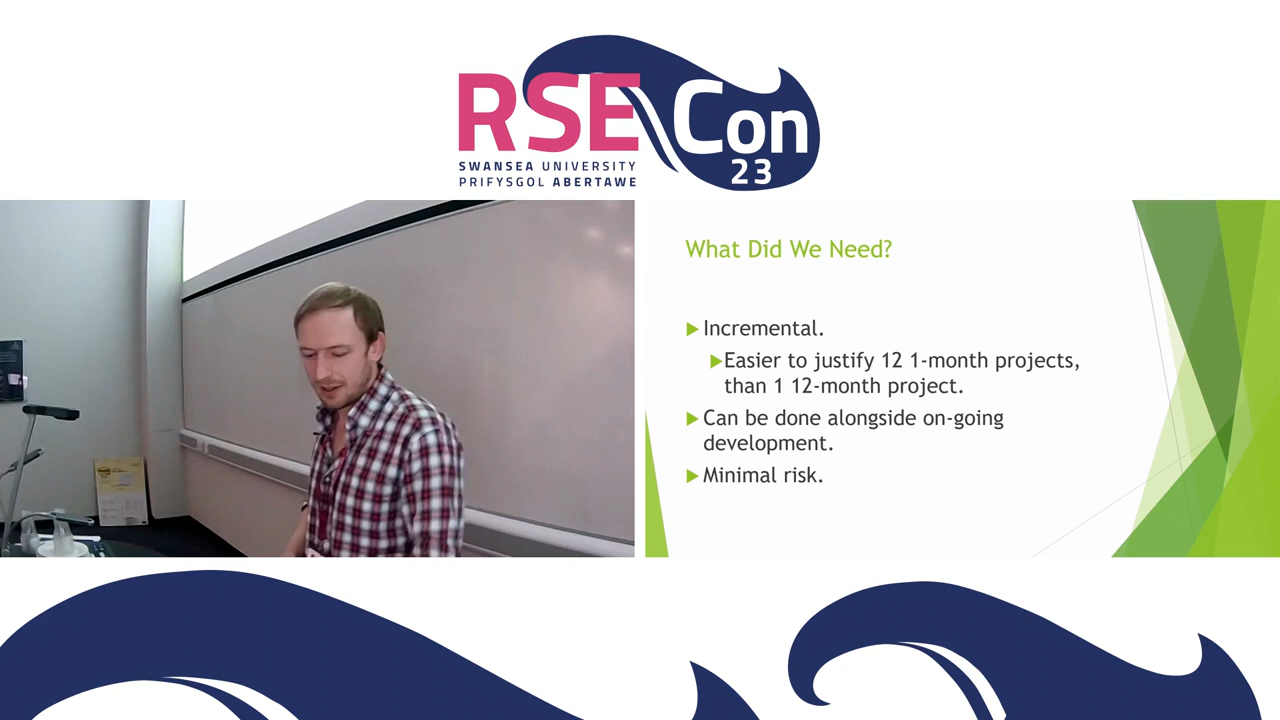 RSE Con
23
SWANSEA UNIVERSITY
PRIFYSGOL ABERTAWE
What Did We Need?
Incremental.
Easier to justify 12 1-month projects,
than 1 12-month project.
Can be done alongside on-going
development.
Minimal risk.